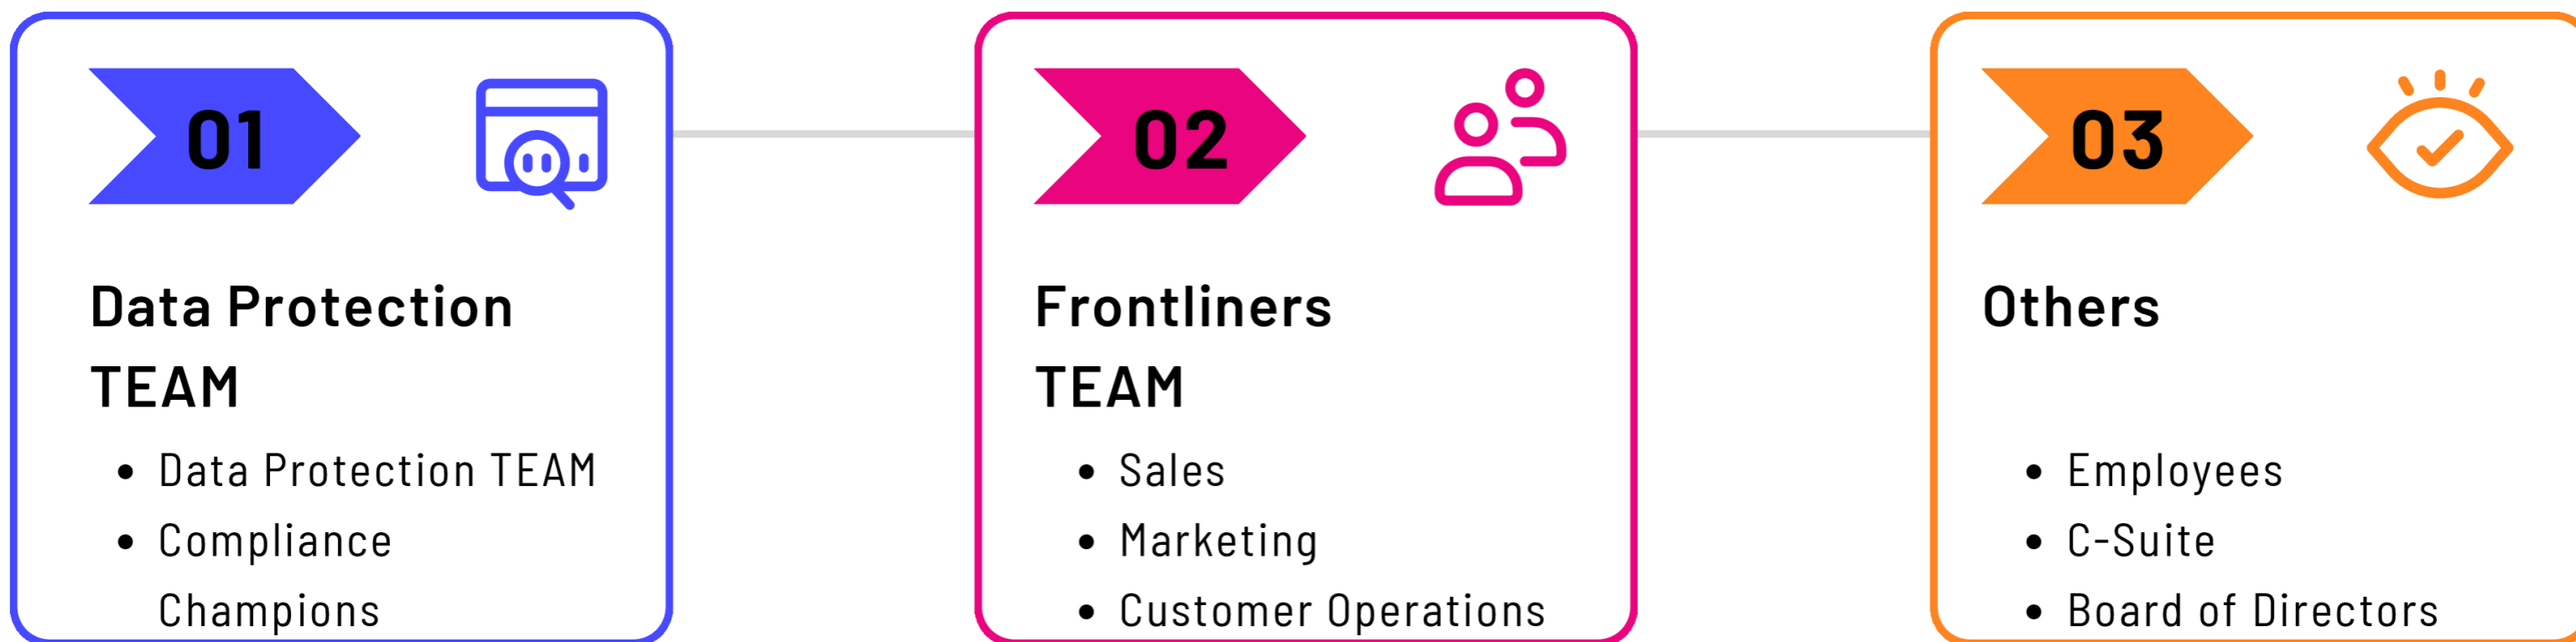 01
Data Protection
TEAM
• Data Protection TEAM
• Compliance
Champions
02
Frontliners
TEAM
• Sales
• Marketing
• Customer Operations
03
Others
• Employees
• C-Suite
• Board of Directors